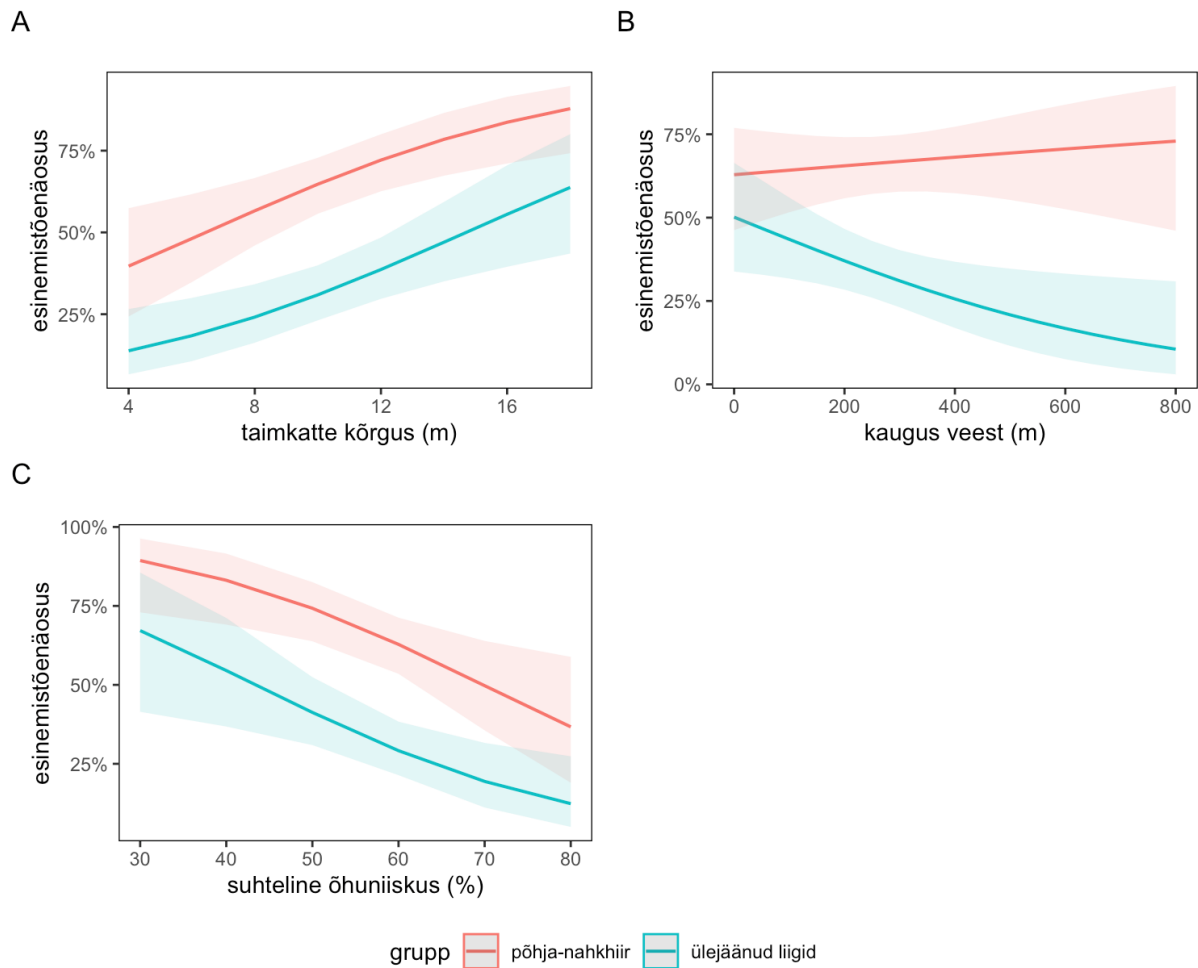 A
esinemistõenäosus
75%
50%
25%
4 8 12 16
taimkatte kõrgus (m)
B
esinemistõenäosus
75%
50%
25%
0%
0 200 400 600 800
kaugus veest (m)
C
esinemistõenäosus
100%
75%
50%
25%
30 40 50 60 70 80
suhteline õhuniiskus (%)
grupp põhja-nahkhiir ülejäänud liigid